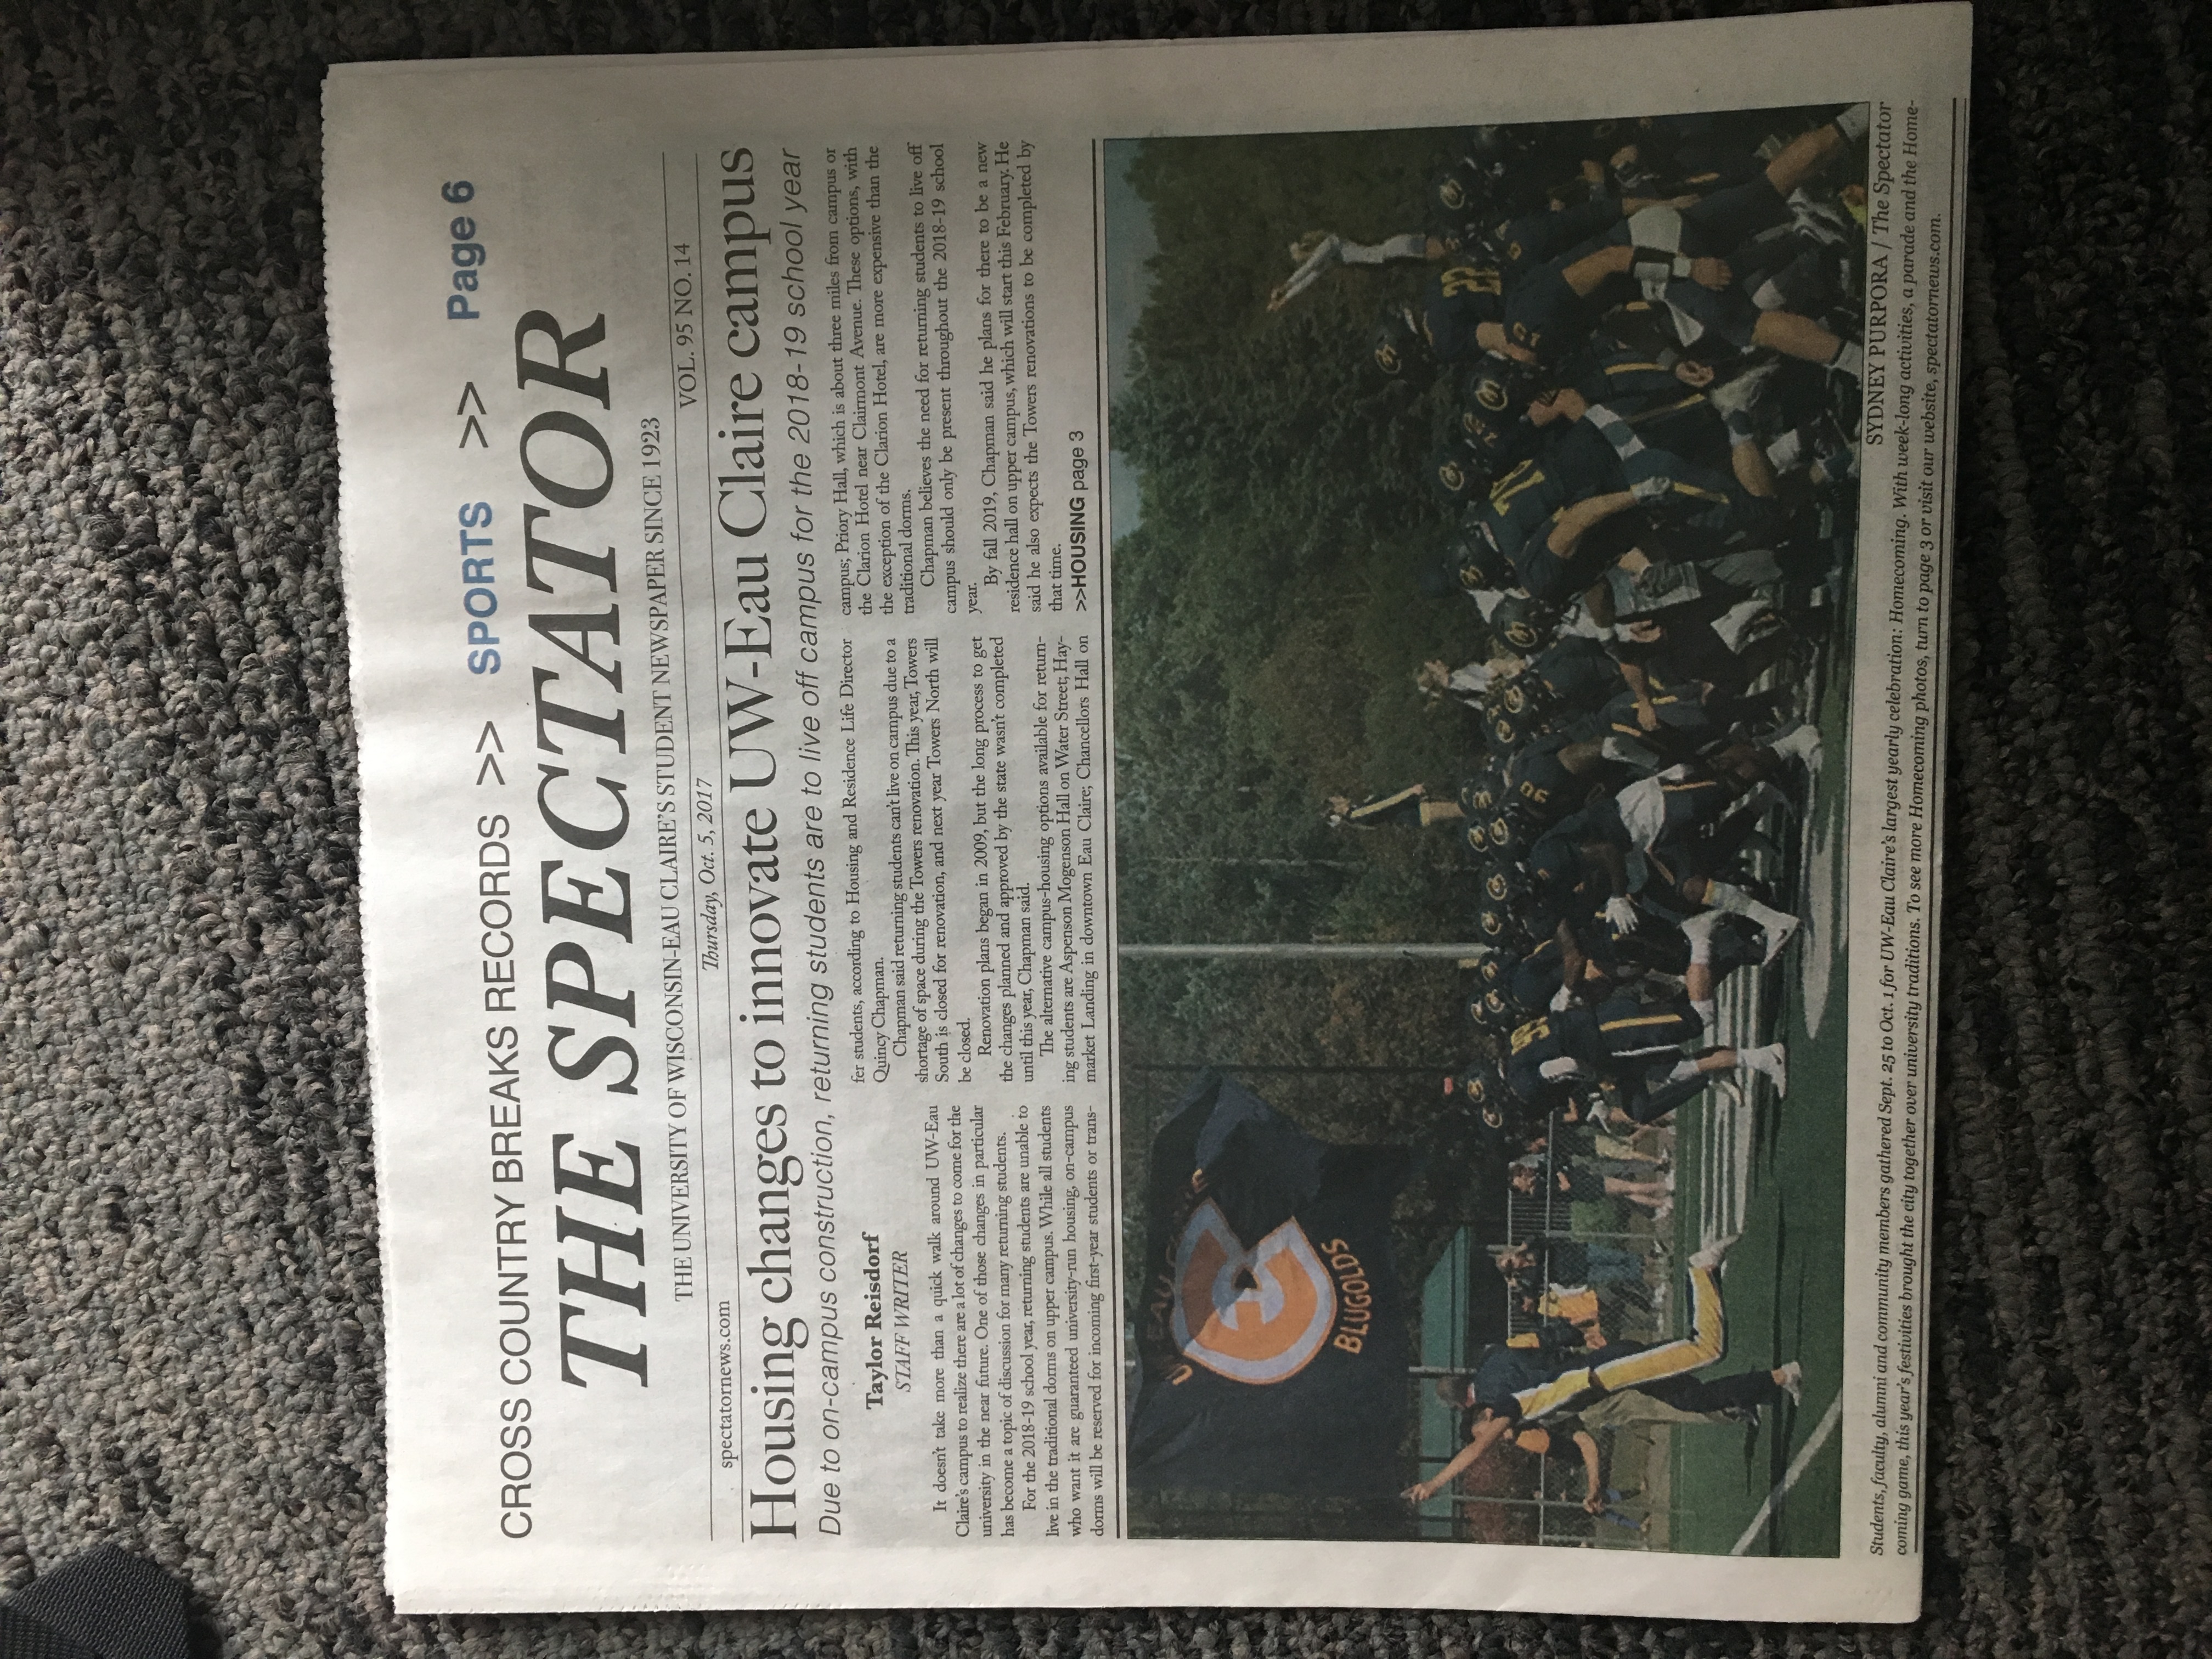 CROSS COUNTRY BREAKS RECORDS >> SPORTS >> Page 6
THE SPECTATOR
THE UNIVERSITY OF WISCONSIN-EAU CLAIRE'S STUDENT NEWSPAPER SINCE 1923
spectatornews.com
Thursday, Oct. 5, 2017
VOL. 95 NO. 14
Housing changes to innovate UW-Eau Claire campus
Due to on-campus construction, returning students are to live off campus for the 2018-19 school year
Taylor Reisdorf
STAFF WRITER
It doesn't take more than a quick walk around UW-Eau
Claire's campus to realize there are a lot of changes to come for the
university in the near future. One of those changes in particular
has become a topic of discussion for many returning students.
For the 2018-19 school year, returning students are unable to
live in the traditional dorms on upper campus. While all students
who want it are guaranteed university-run housing, on-campus
dorms will be reserved for incoming first-year students or trans-
fer students, according to Housing and Residence Life Director
Quincy Chapman.
Chapman said returning students can't live on campus due to a
shortage of space during the Towers renovation. This year, Towers
South is closed for renovation, and next year Towers North will
be closed.
Renovation plans began in 2009, but the long process to get
the changes planned and approved by the state wasn't completed
until this year, Chapman said.
The alternative campus-housing options available for return-
ing students are Aspenson Mogenson Hall on Water Street; Hay-
market Landing in downtown Eau Claire; Chancellors Hall on
campus; Priory Hall, which is about three miles from campus or
the Clarion Hotel near Clairmont Avenue. These options, with
the exception of the Clarion Hotel, are more expensive than the
traditional dorms.
Chapman believes the need for returning students to live off
campus should only be present throughout the 2018-19 school
year.
By fall 2019, Chapman said he plans for there to be a new
residence hall on upper campus, which will start this February. He
said he also expects the Towers renovations to be completed by
that time.
>>HOUSING page 3
UW-EAU CLAIRE
BLUGOLDS
22
SYDNEY PURPORA / The Spectator
Students, faculty, alumni and community members gathered Sept. 25 to Oct. 1 for UW-Eau Claire's largest yearly celebration: Homecoming. With week-long activities, a parade and the Home-
coming game, this year's festivities brought the city together over university traditions. To see more Homecoming photos, turn to page 3 or visit our website, spectatornews.com.